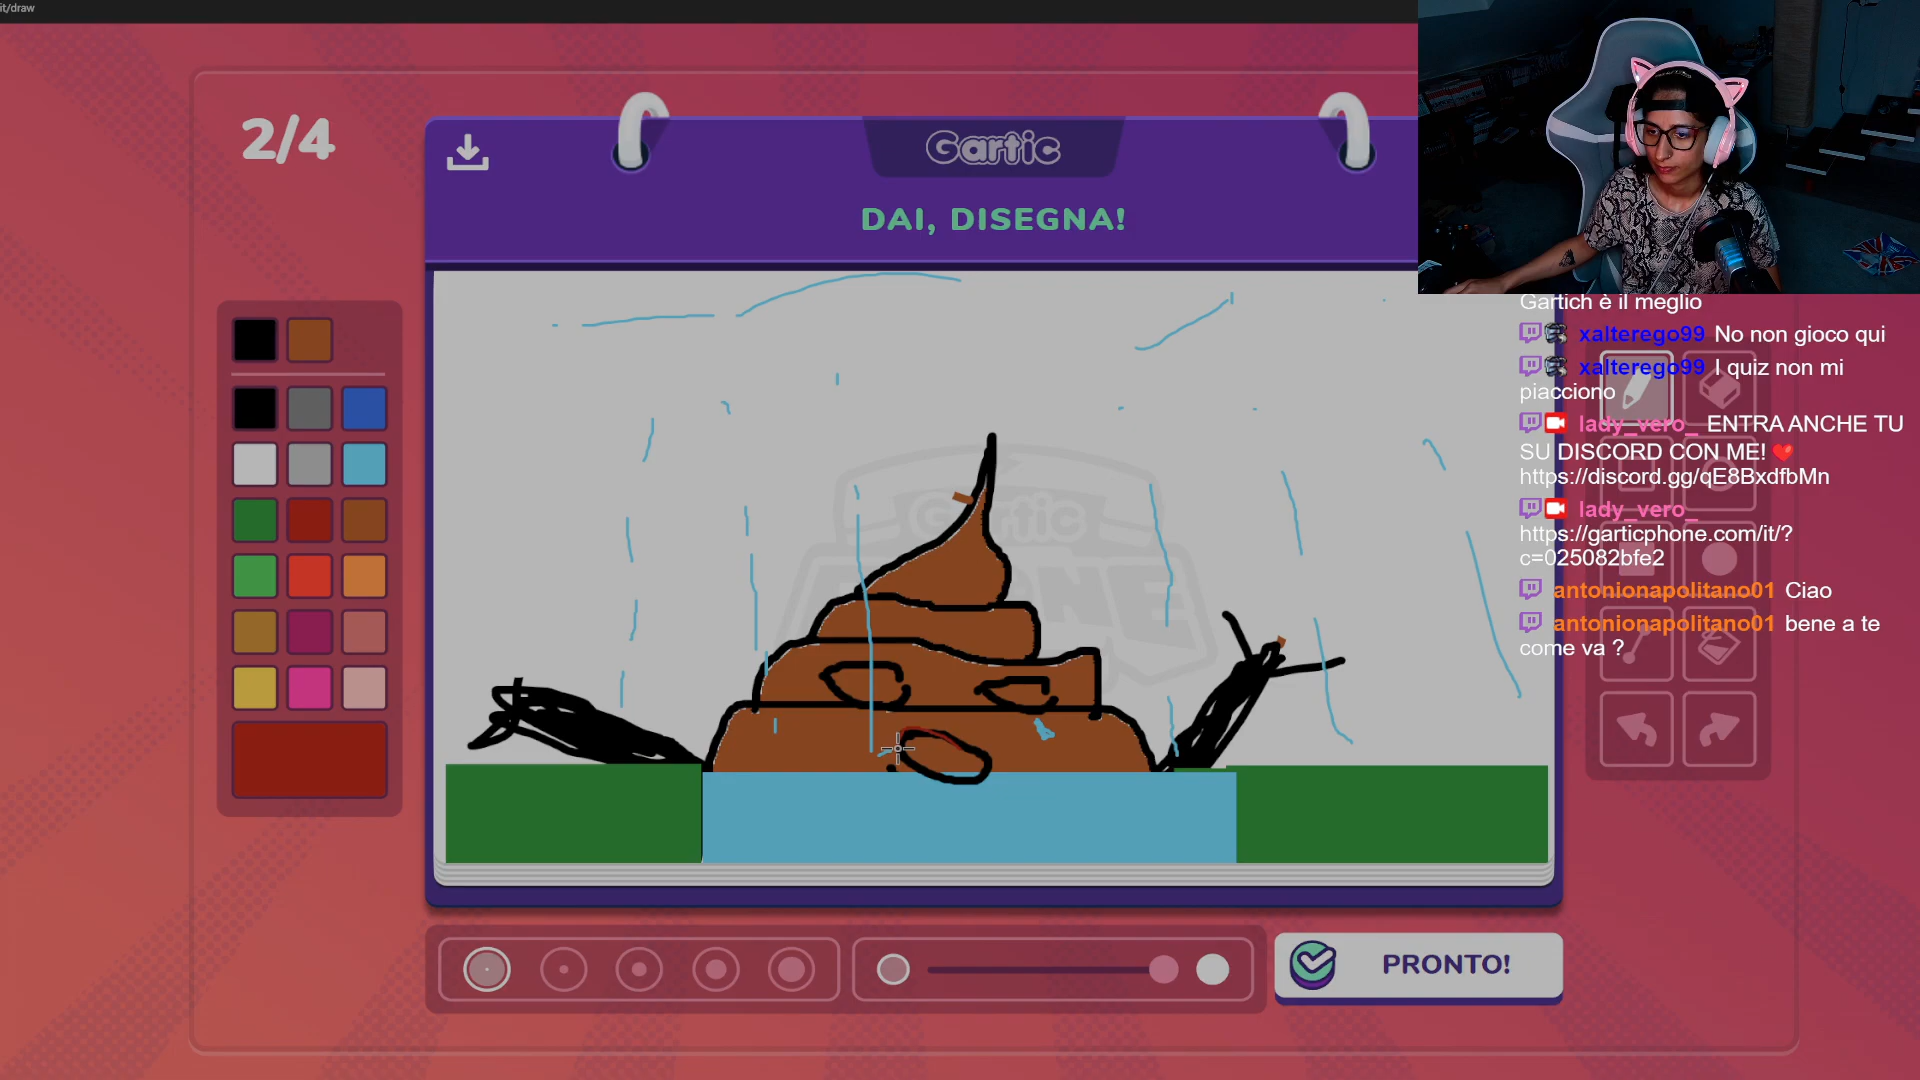 it/draw
2/4
Gartic
DAI, DISEGNA!
Gartich è il meglio
xalterego99 No non gioco qui
xalterego99 I quiz non mi
piacciono
lady_vero_ ENTRA ANCHE TU
SU DISCORD CON ME!
https://discord.gg/qE8BxdfbMn
lady_vero_
https://garticphone.com/it/?
c=025082bfe2
antonionapolitano01 Ciao
antonionapolitano01 bene a te
come va ?
Gartic
PHONE
PRONTO!